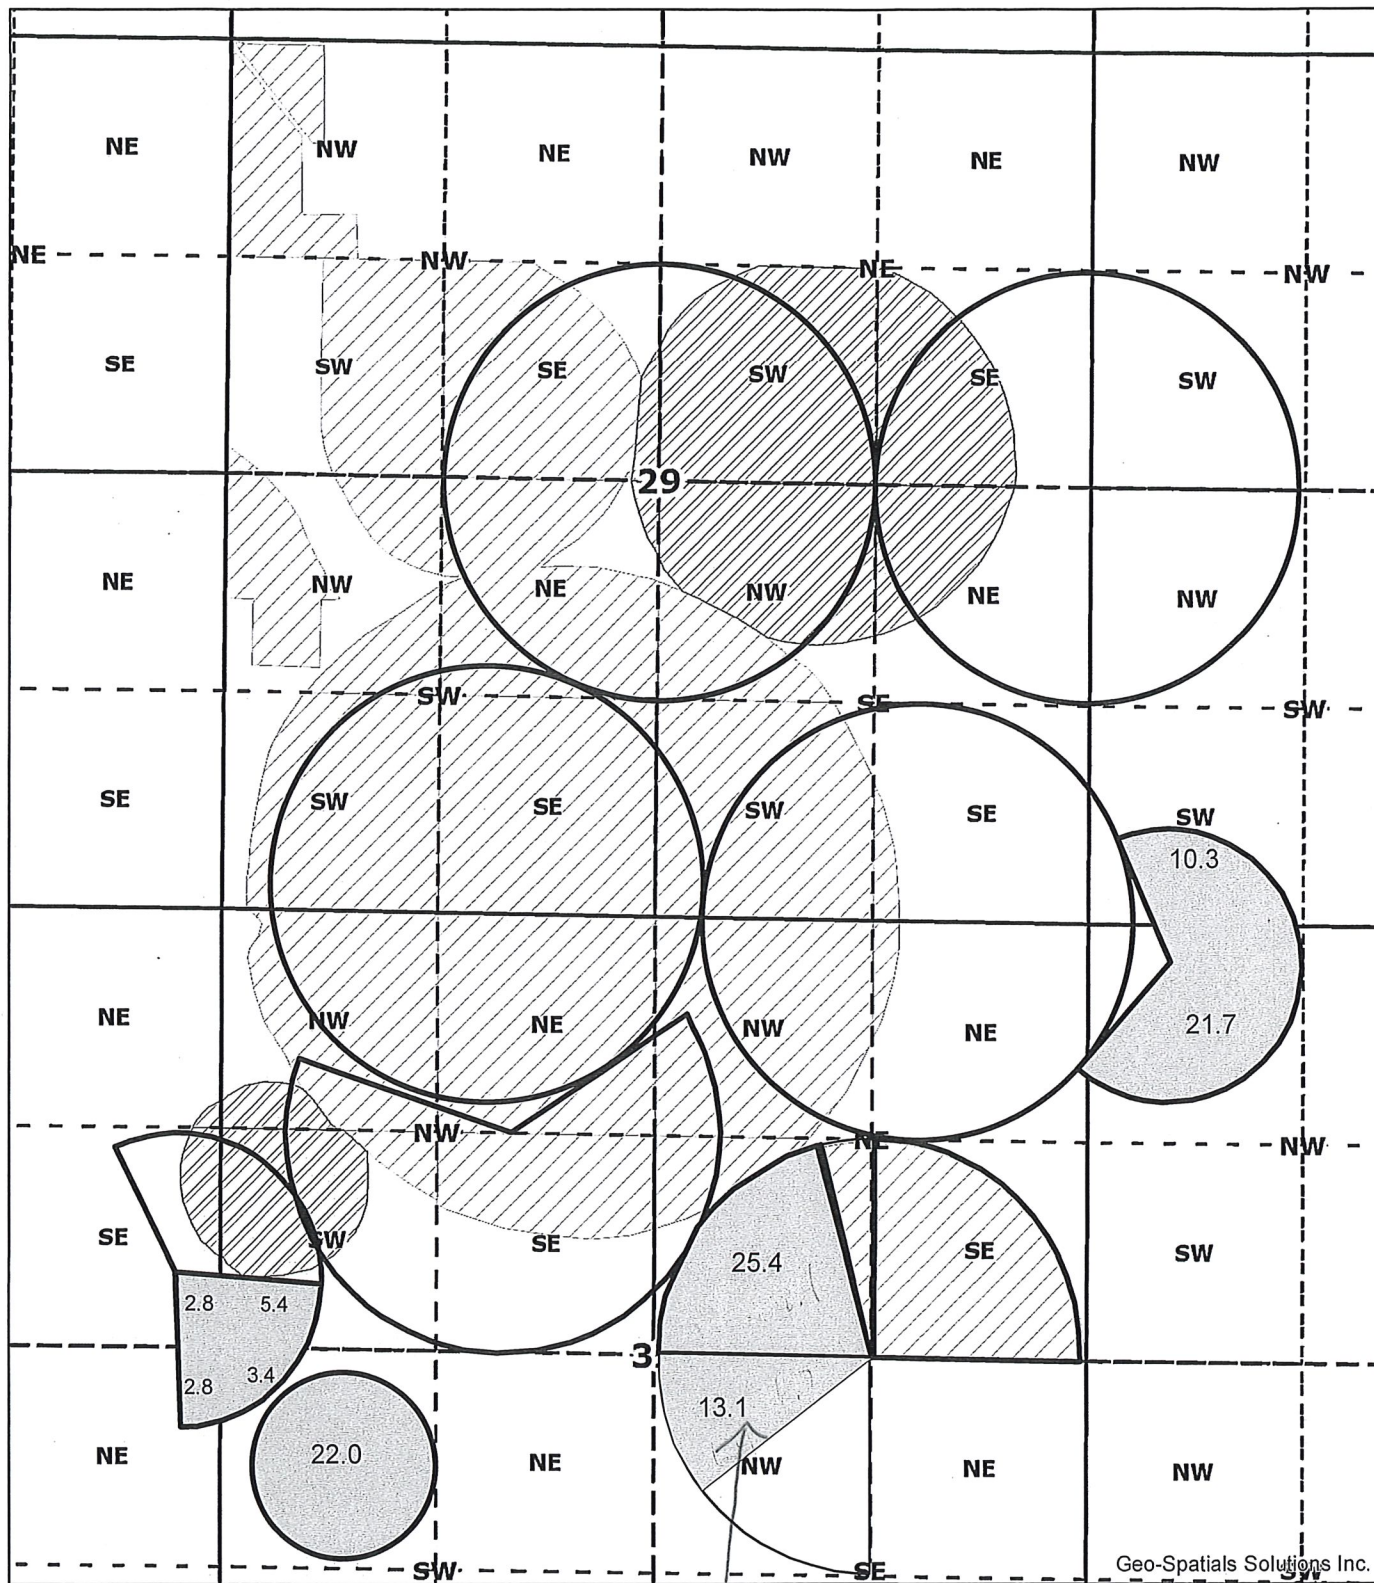 NE NW NE NW NE NW
NE NW NE NW
SE SW SE SW SE SW
29
NE NW NE NW NE NW
SW SE SW
SE SW SE SW SE SW
10.3
NE NW NE NW NE 21.7
NW NE NW
SE SW SE 25.4 SE SW
2.8 5.4
3
2.8 3.4 13.1
NE 22.0 NE NW NE NW
SW SE SW
Geo-Spatials Solutions Inc.